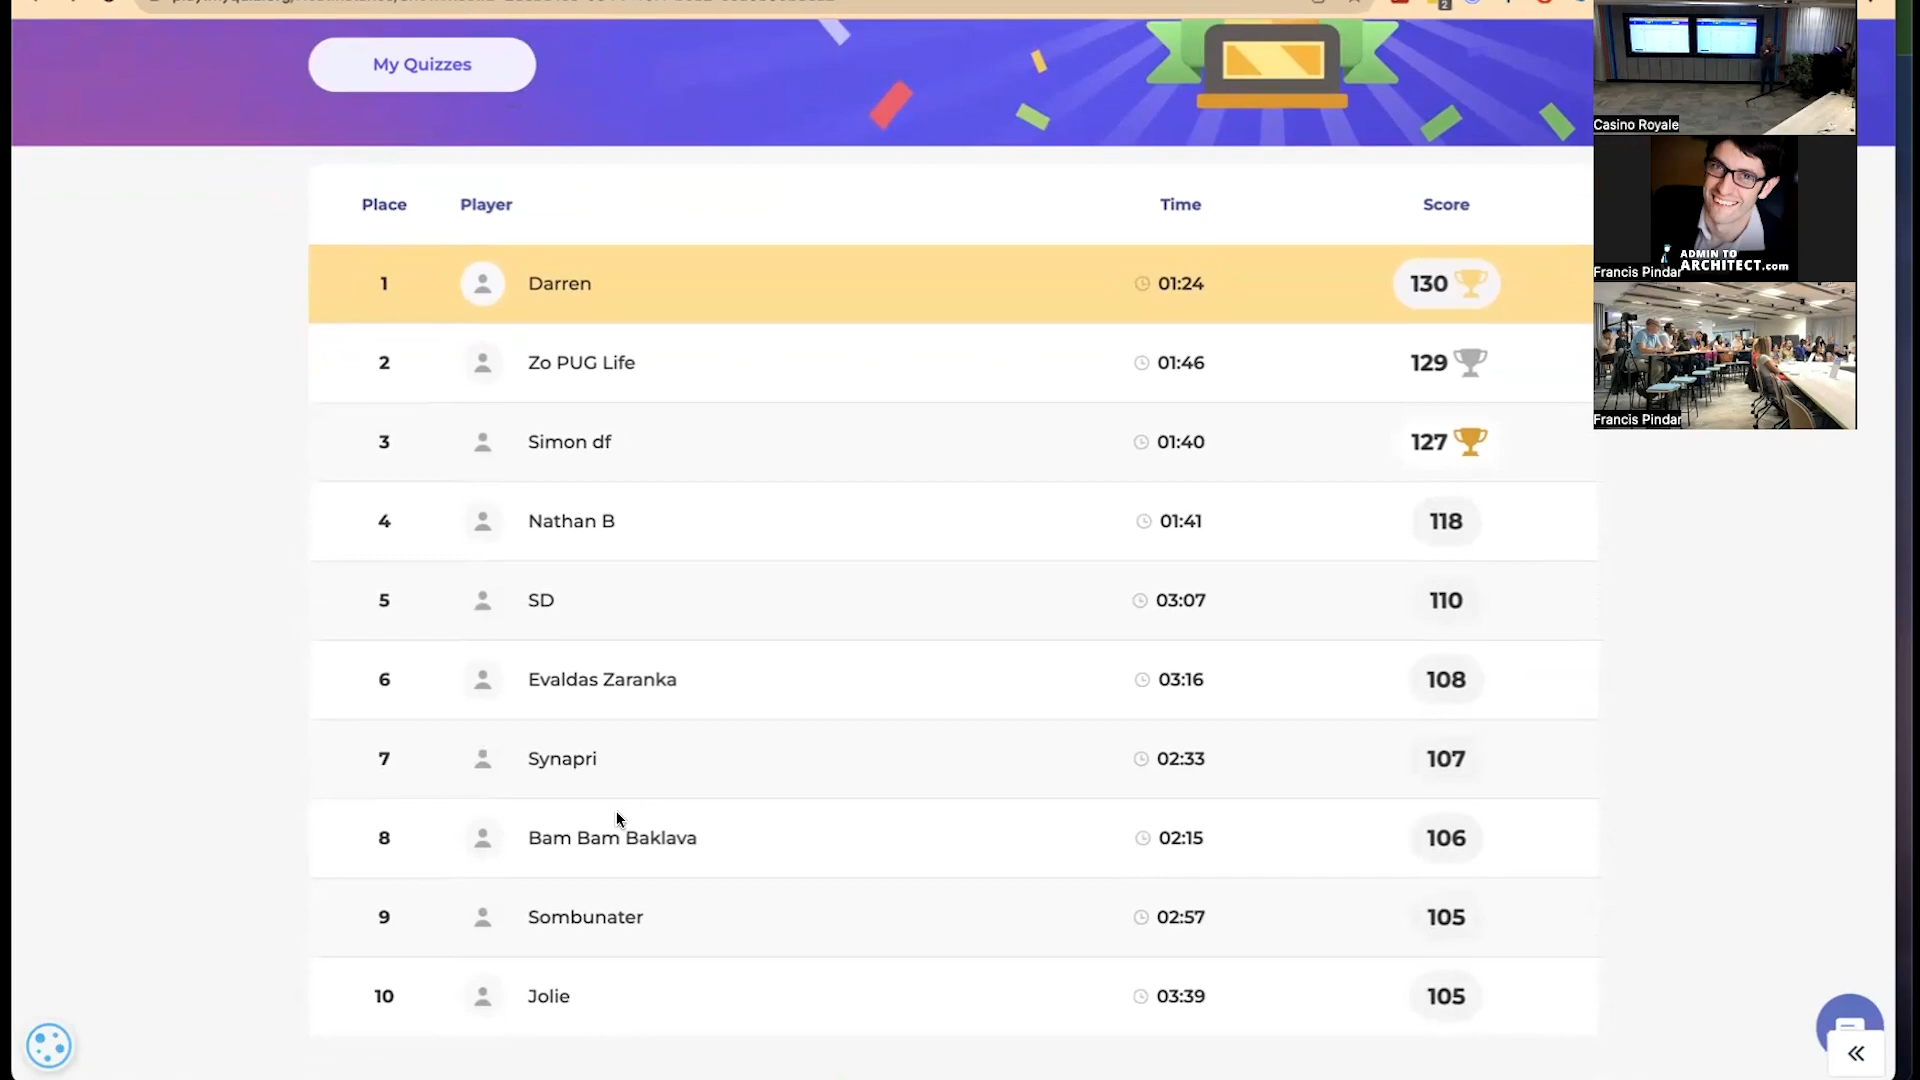 2
My Quizzes
Casino Royale
ADMIN TO
ARCHITECT.com
Francis Pindar
Francis Pindar
Place Player Time Score
1 Darren 01:24 130
2 Zo PUG Life 01:46 129
3 Simon df 01:40 127
4 Nathan B 01:41 118
5 SD 03:07 110
6 Evaldas Zaranka 03:16 108
7 Synapri 02:33 107
8 Bam Bam Baklava 02:15 106
9 Sombunater 02:57 105
10 Jolie 03:39 105